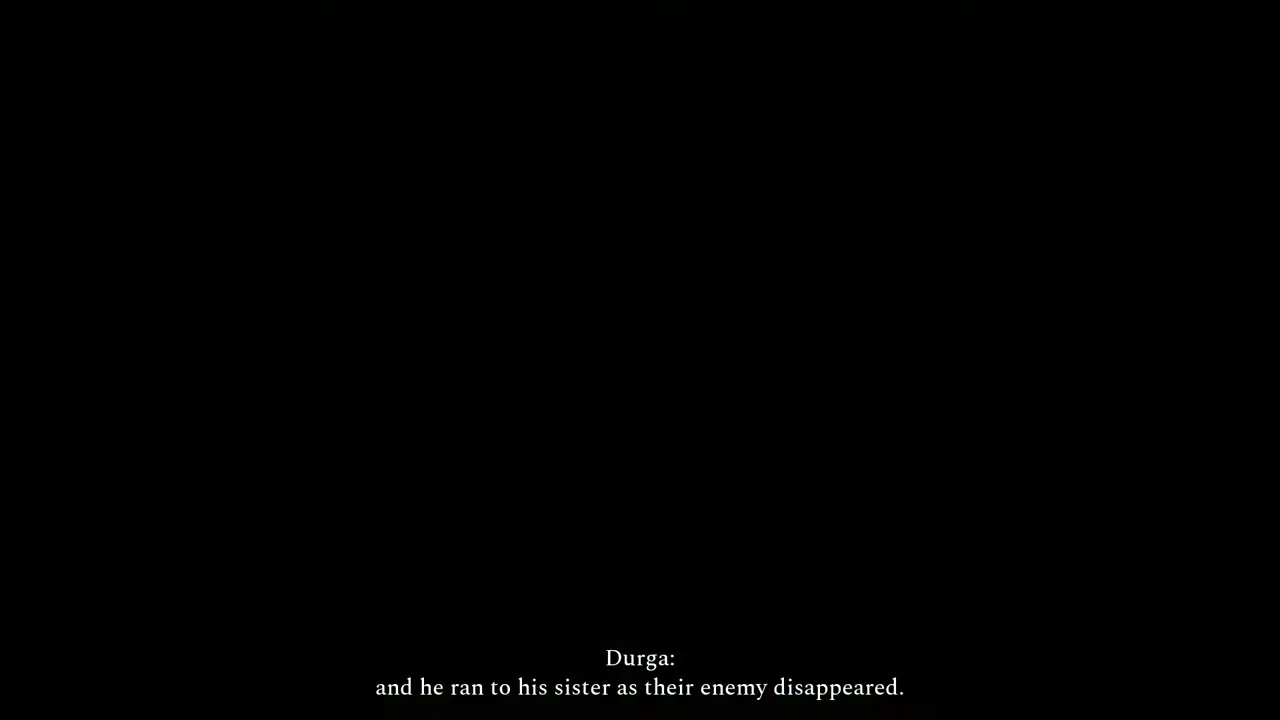 Durga:
and he ran to his sister as their enemy disappeared.